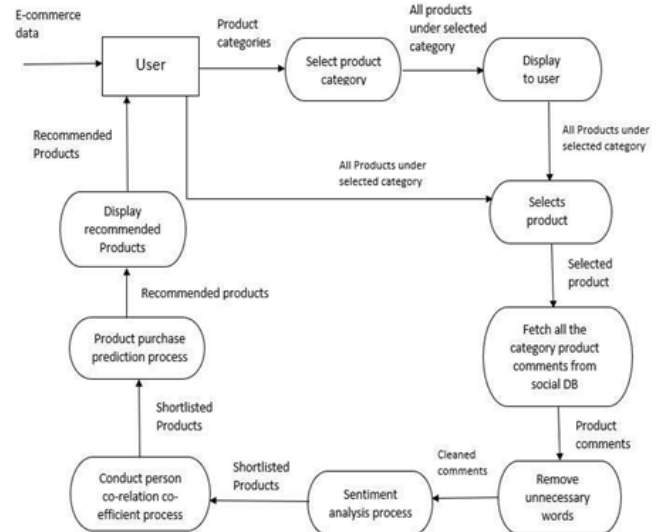 E-commerce
data
User
Product
categories
Select product
category
All products
under selected
category
Display
to user
All Products under
selected category
All Products under
selected category
Selects
product
Selected
product
Fetch all the
category product
comments from
social DB
Product
comments
Remove
unnecessary
words
Cleaned
comments
Sentiment
analysis process
Shortlisted
Products
Conduct person
co-relation co-
efficient process
Shortlisted
Products
Product purchase
prediction process
Recommended products
Display
recommended
Products
Recommended
Products